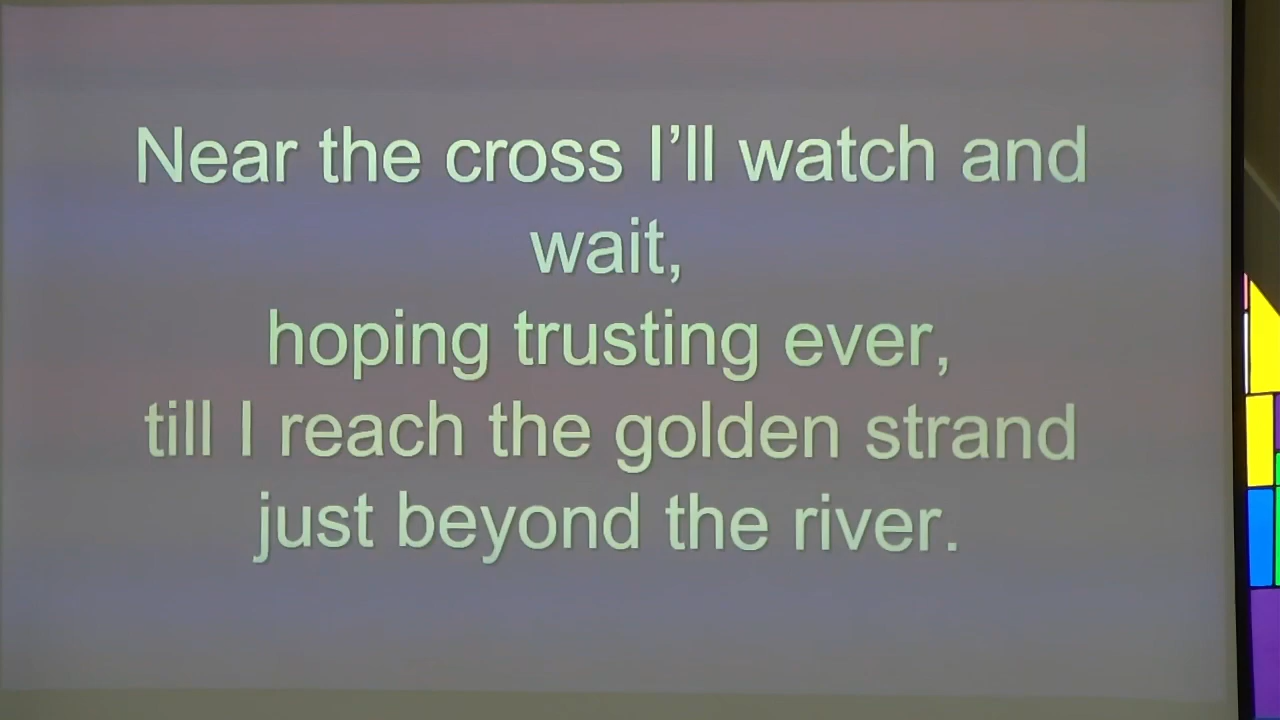 Near the cross I’ll watch and
wait,
hoping trusting ever,
till I reach the golden strand
just beyond the river.